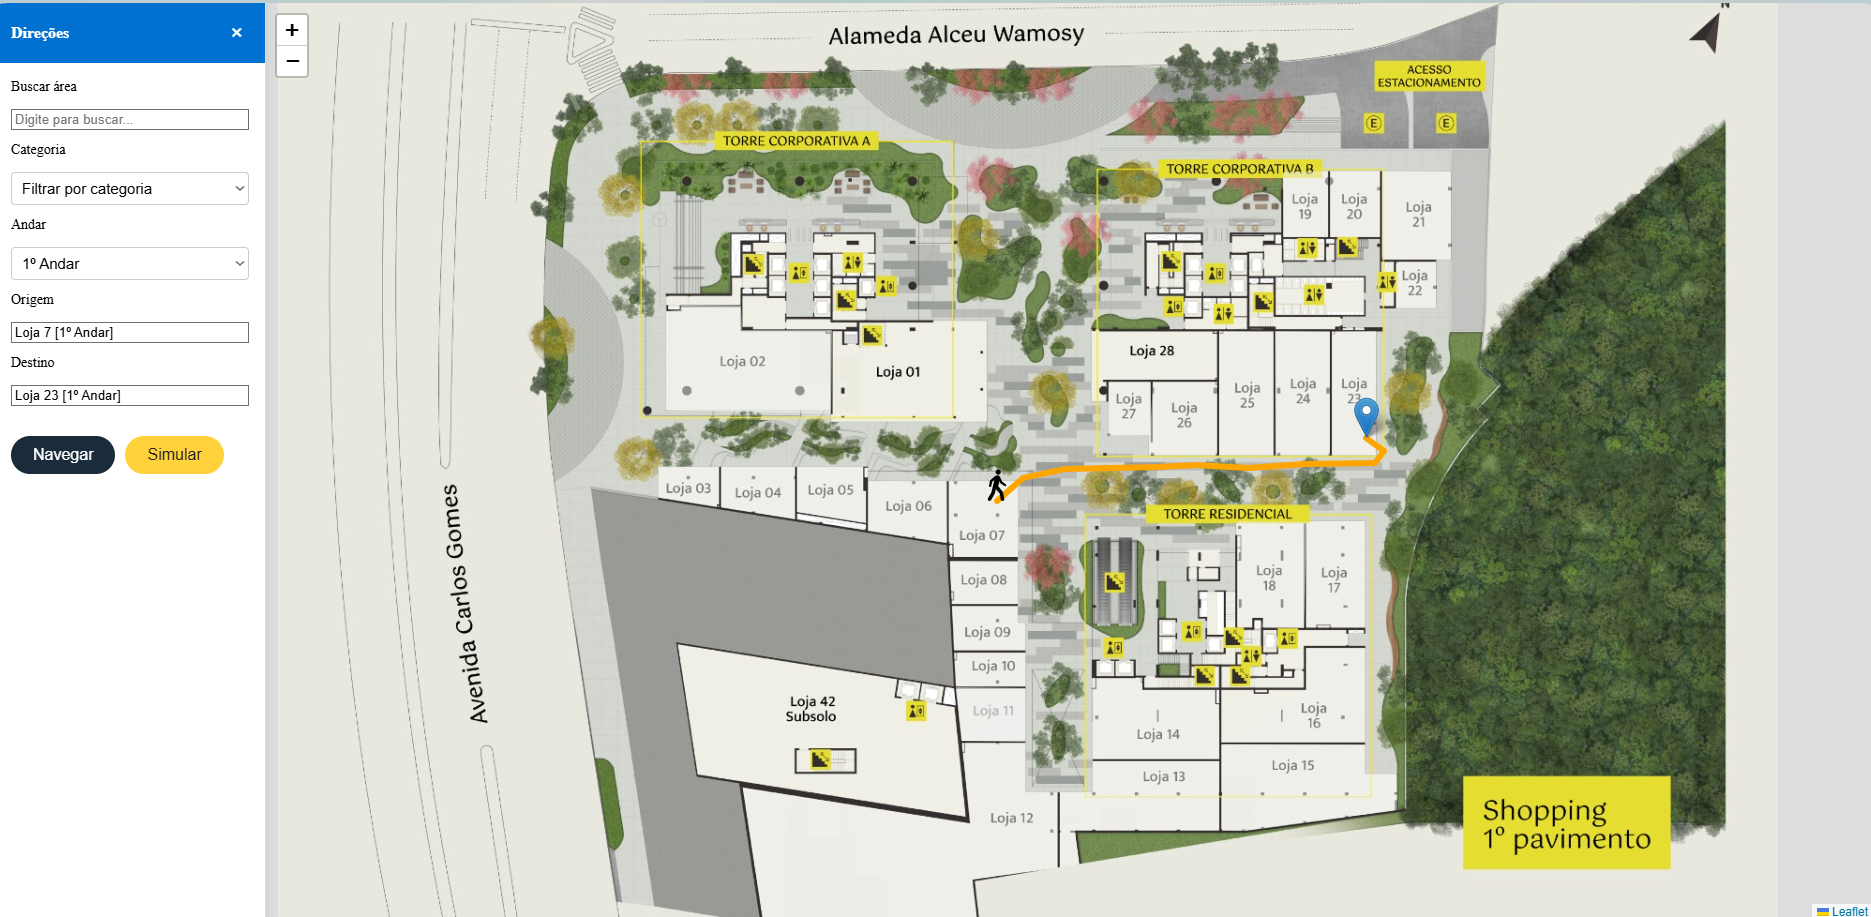 Direções
×
Buscar área
Digite para buscar...
Categoria
Filtrar por categoria
Andar
1º Andar
Origem
Loja 7 [1º Andar]
Destino
Loja 23 [1º Andar]
Navegar
Simular
+
−
Alameda Alceu Wamosy
N
ACESSO
ESTACIONAMENTO
E
E
TORRE CORPORATIVA A
TORRE CORPORATIVA B
Loja
19
Loja
20
Loja
21
Loja
22
Loja 02
Loja 01
Loja 28
Loja
27
Loja
26
Loja
25
Loja
24
Loja
23
Loja 03
Loja 04
Loja 05
Loja 06
Loja 07
Loja 08
Loja 09
Loja 10
Loja 11
Loja 12
Avenida Carlos Gomes
TORRE RESIDENCIAL
Loja
18
Loja
17
Loja
16
Loja 14
Loja 13
Loja 15
Loja 42
Subsolo
Shopping
1º pavimento
Leaflet